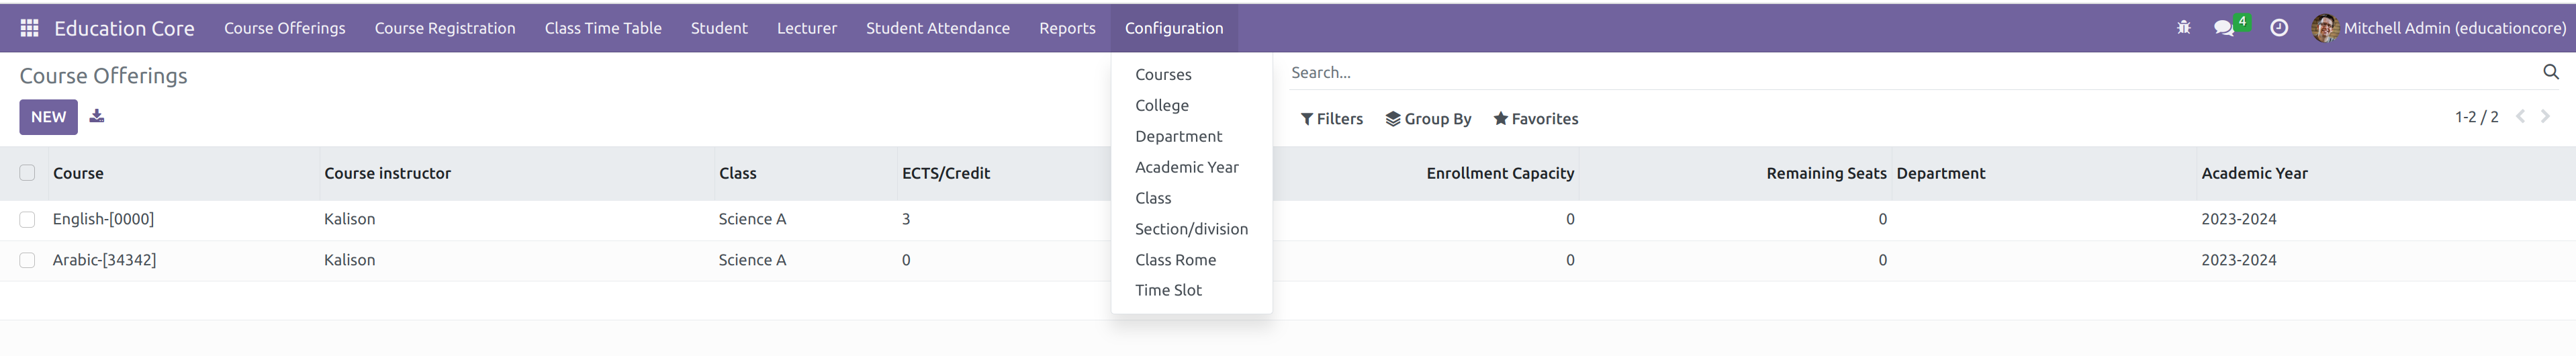 Education Core Course Offerings Course Registration Class Time Table Student Lecturer Student Attendance Reports Configuration 4 Mitchell Admin (educationcore)
Course Offerings
Search...
NEW
Filters Group By Favorites
1-2 / 2
Courses
College
Department
Academic Year
Class
Section/division
Class Rome
Time Slot
Course Course instructor Class ECTS/Credit Enrollment Capacity Remaining Seats Department Academic Year
English-[0000] Kalison Science A 3 0 0 2023-2024
Arabic-[34342] Kalison Science A 0 0 0 2023-2024